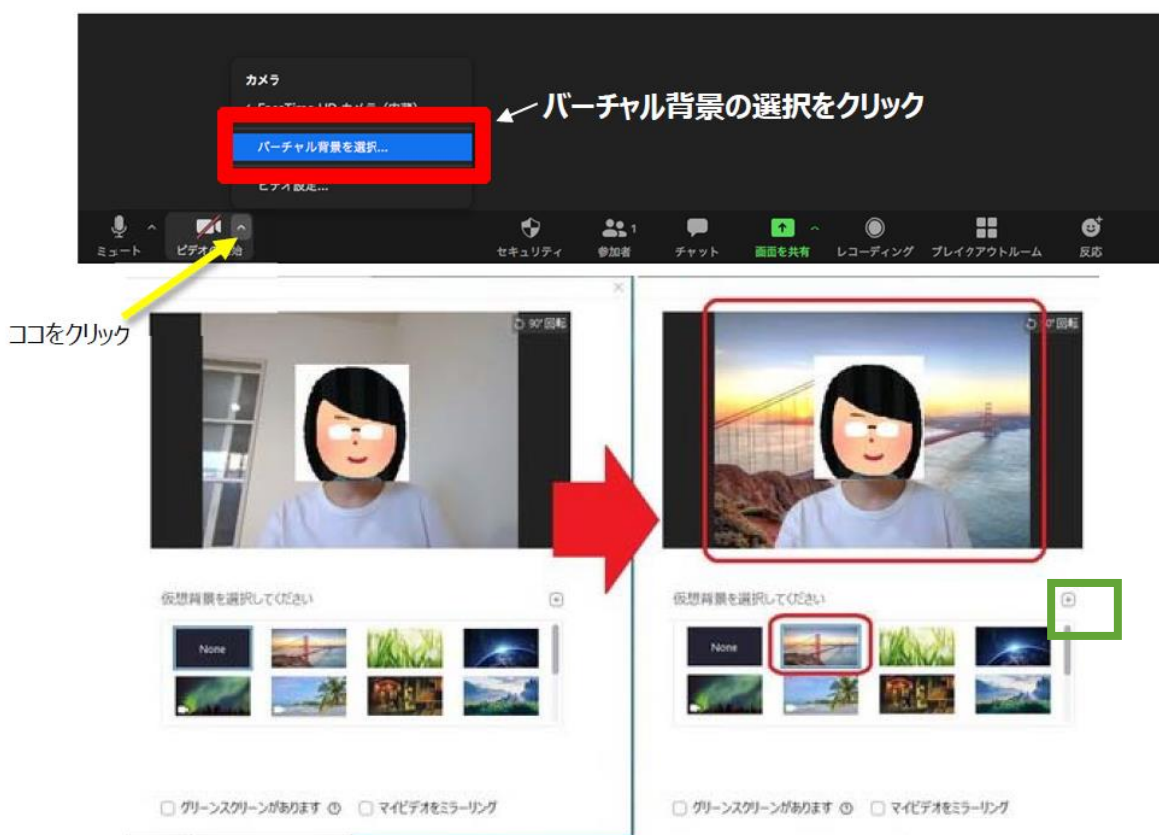 カメラ
バーチャル背景の選択をクリック
バーチャル背景を選択...
ビデオ設定...
1
ミュート
セキュリティ
参加者
チャット
画面を共有
レコーディング
ブレイクアウトルーム
反応
ココをクリック
90°回転
仮想背景を選択してください
None
グリーンスクリーンがあります
マイビデオをミラーリング
仮想背景を選択してください
None
グリーンスクリーンがあります
マイビデオをミラーリング